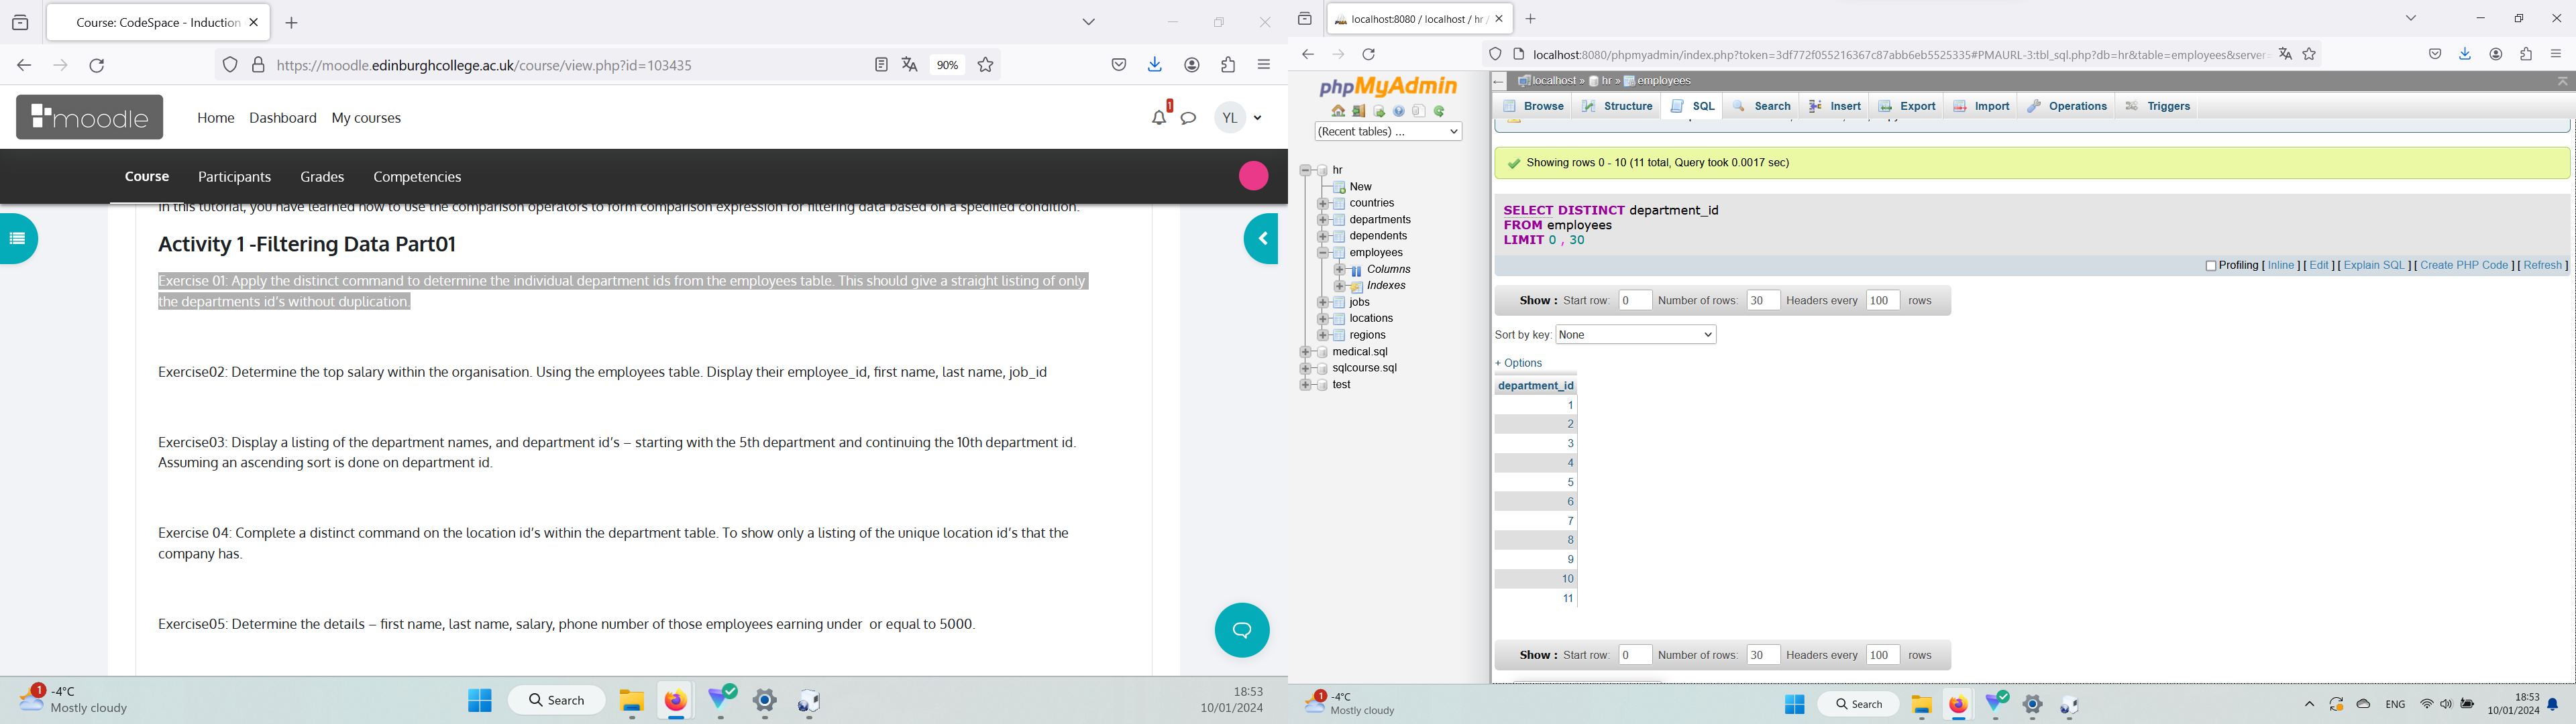 Course: CodeSpace - Induction
https://moodle.edinburghcollege.ac.uk/course/view.php?id=103435
90%
moodle
Home Dashboard My courses
1
YL
Course Participants Grades Competencies
In this tutorial, you have learned how to use the comparison operators to form comparison expression for filtering data based on a specified condition.
Activity 1 -Filtering Data Part01
Exercise 01: Apply the distinct command to determine the individual department ids from the employees table. This should give a straight listing of only
the departments id's without duplication.
Exercise02: Determine the top salary within the organisation. Using the employees table. Display their employee_id, first name, last name, job_id
Exercise03: Display a listing of the department names, and department id's – starting with the 5th department and continuing the 10th department id.
Assuming an ascending sort is done on department id.
Exercise 04: Complete a distinct command on the location id's within the department table. To show only a listing of the unique location id's that the
company has.
Exercise05: Determine the details – first name, last name, salary, phone number of those employees earning under or equal to 5000.
1
-4°C
Mostly cloudy
Search
18:53
10/01/2024
localhost:8080 / localhost / hr /
localhost:8080/phpmyadmin/index.php?token=3df772f055216367c87abb6eb5525335#PMAURL-3:tbl_sql.php?db=hr&table=employees&server
phpMyAdmin
(Recent tables) ...
hr
New
countries
departments
dependents
employees
Columns
Indexes
jobs
locations
regions
medical.sql
sqlcourse.sql
test
localhost » hr » employees
Browse Structure SQL Search Insert Export Import Operations Triggers
Showing rows 0 - 10 (11 total, Query took 0.0017 sec)
SELECT DISTINCT department_id
FROM employees
LIMIT 0 , 30
Profiling [ Inline ] [ Edit ] [ Explain SQL ] [ Create PHP Code ] [ Refresh ]
Show : Start row: 0 Number of rows: 30 Headers every 100 rows
Sort by key: None
+ Options
department_id
1
2
3
4
5
6
7
8
9
10
11
Show : Start row: 0 Number of rows: 30 Headers every 100 rows
1
-4°C
Mostly cloudy
Search
ENG
18:53
10/01/2024